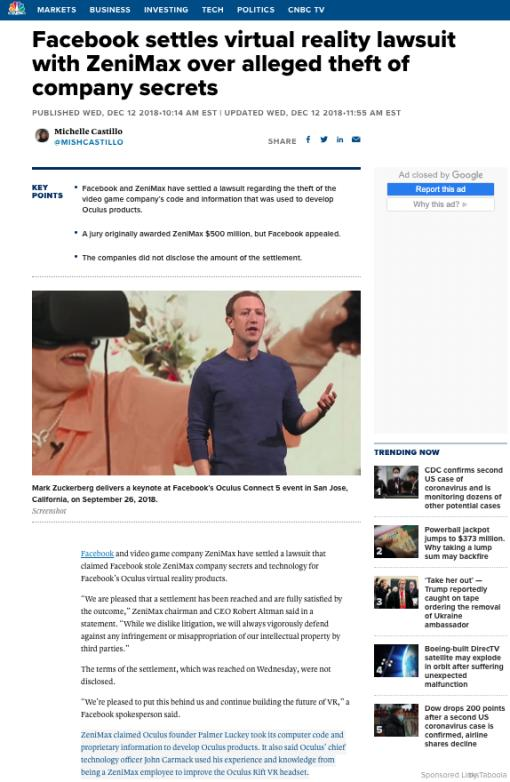 MARKETS BUSINESS INVESTING TECH POLITICS CNBC TV
Facebook settles virtual reality lawsuit
with ZeniMax over alleged theft of
company secrets
PUBLISHED WED, DEC 12 2018•10:14 AM EST | UPDATED WED, DEC 12 2018•11:55 AM EST
Michelle Castillo
@MISHCASTILLO
SHARE
KEY
POINTS
• Facebook and ZeniMax have settled a lawsuit regarding the theft of the
video game company's code and information that was used to develop
Oculus products.
• A jury originally awarded ZeniMax $500 million, but Facebook appealed.
• The companies did not disclose the amount of the settlement.
Mark Zuckerberg delivers a keynote at Facebook's Oculus Connect 5 event in San Jose,
California, on September 26, 2018.
Screenshot
Facebook and video game company ZeniMax have settled a lawsuit that
claimed Facebook stole ZeniMax company secrets and technology for
Facebook's Oculus virtual reality products.
“We are pleased that a settlement has been reached and are fully satisfied by
the outcome,” ZeniMax chairman and CEO Robert Altman said in a
statement. “While we dislike litigation, we will always vigorously defend
against any infringement or misappropriation of our intellectual property by
third parties.”
The terms of the settlement, which was reached on Wednesday, were not
disclosed.
“We're pleased to put this behind us and continue building the future of VR,” a
Facebook spokesperson said.
ZeniMax claimed Oculus founder Palmer Luckey took its computer code and
proprietary information to develop Oculus products. It also said Oculus' chief
technology officer John Carmack used his experience and knowledge from
being a ZeniMax employee to improve the Oculus Rift VR headset.
Ad closed by Google
Report this ad
Why this ad?
TRENDING NOW
1
CDC confirms second
US case of
coronavirus and is
monitoring dozens of
other potential cases
2
Powerball jackpot
jumps to $373 million.
Why taking a lump
sum may backfire
3
‘Take her out’ —
Trump reportedly
caught on tape
ordering the removal
of Ukraine
ambassador
4
Boeing-built DirecTV
satellite may explode
in orbit after suffering
unexpected
malfunction
5
Dow drops 200 points
after a second US
coronavirus case is
confirmed, airline
shares decline
Sponsored Links by Taboola